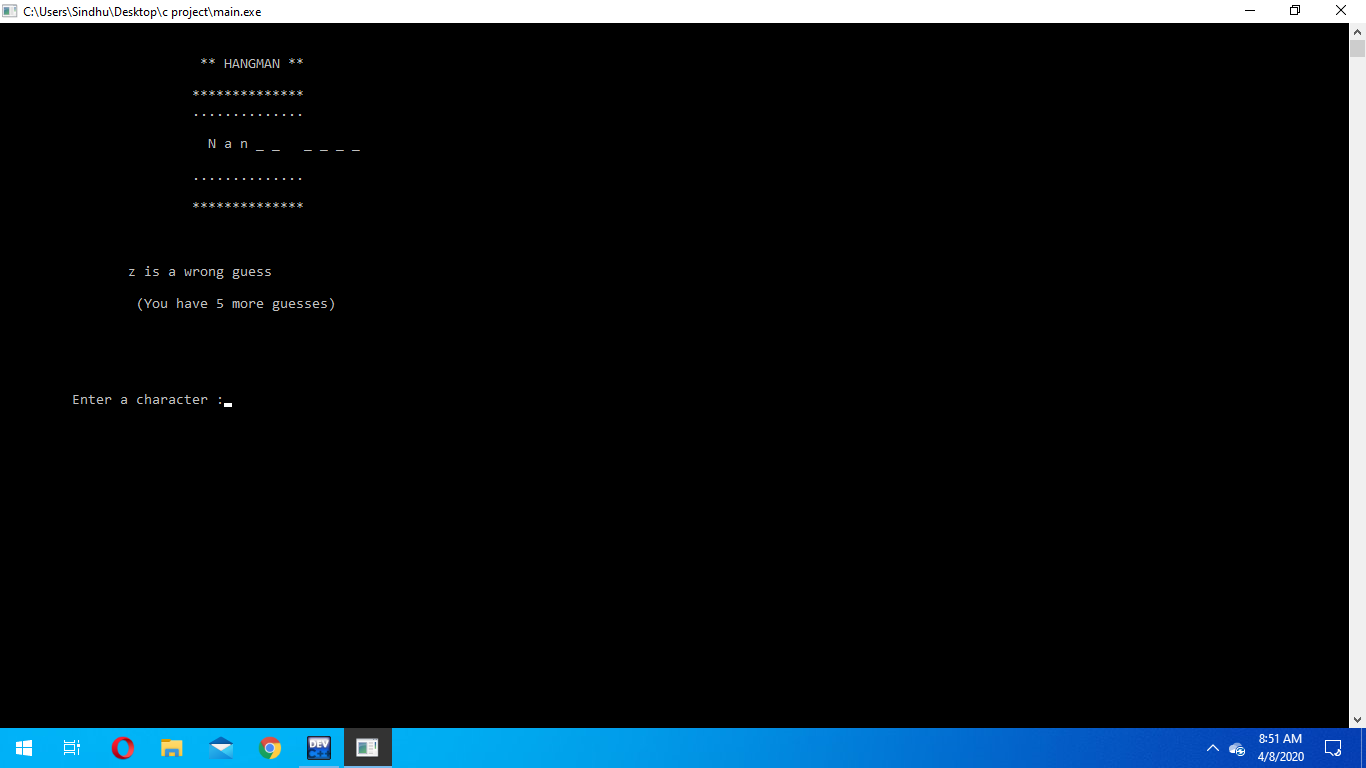 C:\Users\Sindhu\Desktop\c project\main.exe
** HANGMAN **
**************
..............
N a n _ _   _ _ _ _
..............
**************
z is a wrong guess
(You have 5 more guesses)
Enter a character :
DEV
C++
8:51 AM
4/8/2020